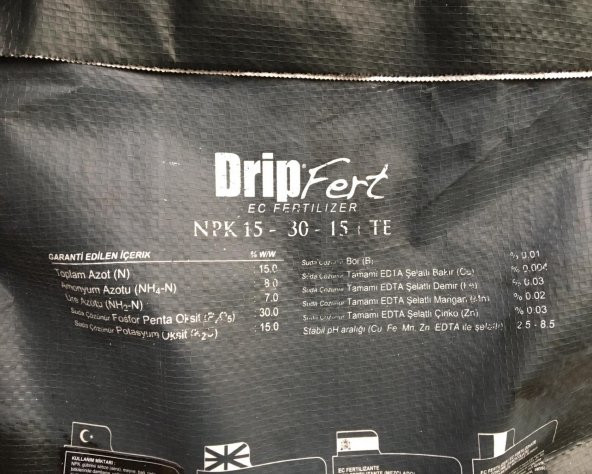 Drip Fert
EC FERTILIZER
NPK 15 - 30 - 15 + TE
GARANTİ EDİLEN İÇERİK % W/W
Toplam Azot (N) 15.0
Amonyum Azotu (NH4-N) 8.0
Üre Azotu (NH2-N) 7.0
Suda Çözünür Fosfor Penta Oksit (P2O5) 30.0
Suda Çözünür Potasyum Oksit (K2O) 15.0
Suda Çözünür Bor (B) % 0.01
Suda Çözünür Tamamı EDTA Şelatlı Bakır (Cu) % 0.004
Suda Çözünür Tamamı EDTA Şelatlı Demir (Fe) % 0.03
Suda Çözünür Tamamı EDTA Şelatlı Mangan (Mn) % 0.02
Suda Çözünür Tamamı EDTA Şelatlı Çinko (Zn) % 0.03
Stabil pH aralığı (Cu Fe Mn, Zn EDTA ile şelatlı) 2.5 - 8.5
KULLANIM MİKTARI
EC FERTILIZER
EC FERTILIZANTE